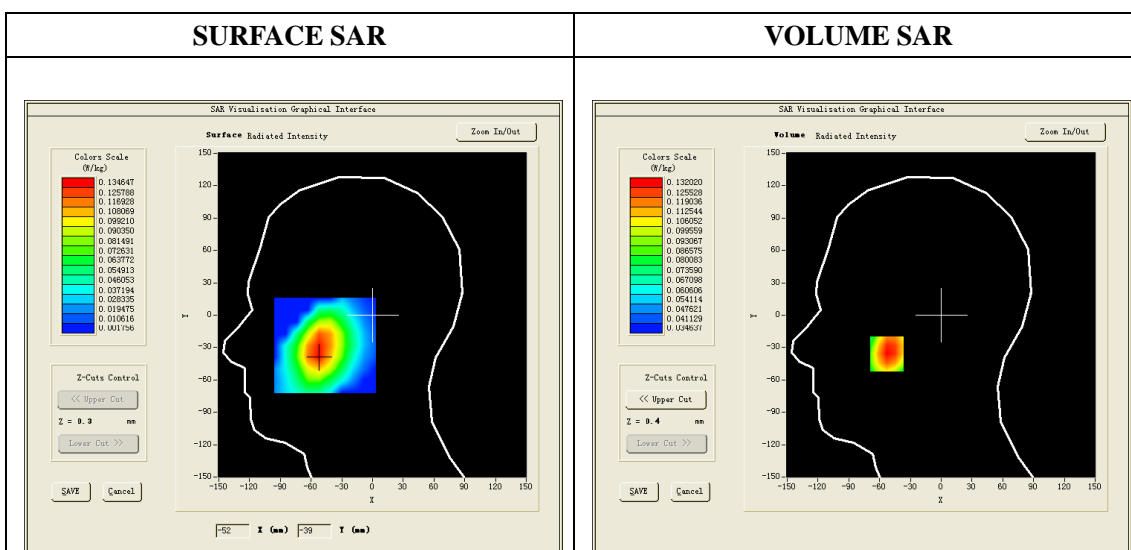 SURFACE SAR
VOLUME SAR
SAR Visualisation Graphical Interface
Surface Radiated Intensity
Zoom In/Out
Colors Scale
(W/kg)
0.134647
0.125788
0.116928
0.108069
0.099210
0.090350
0.081491
0.072631
0.063772
0.054913
0.046053
0.037194
0.028335
0.019475
0.010616
0.001756
Z-Cuts Control
<< Upper Cut
Z = 0.3 mm
Lower Cut >>
SAVE
Cancel
150
120
90
60
30
0
-30
-60
-90
-120
-150
Y
-150 -120 -90 -60 -30 0 30 60 90 120 150
X
-52 X (mm) -39 Y (mm)
SAR Visualisation Graphical Interface
Volume Radiated Intensity
Zoom In/Out
Colors Scale
(W/kg)
0.132020
0.125528
0.119036
0.112544
0.106052
0.099559
0.093067
0.086575
0.080083
0.073590
0.067098
0.060606
0.054114
0.047621
0.041129
0.034637
Z-Cuts Control
<< Upper Cut
Z = 0.4 mm
Lower Cut >>
SAVE
Cancel
150
120
90
60
30
0
-30
-60
-90
-120
-150
Y
-150 -120 -90 -60 -30 0 30 60 90 120 150
X